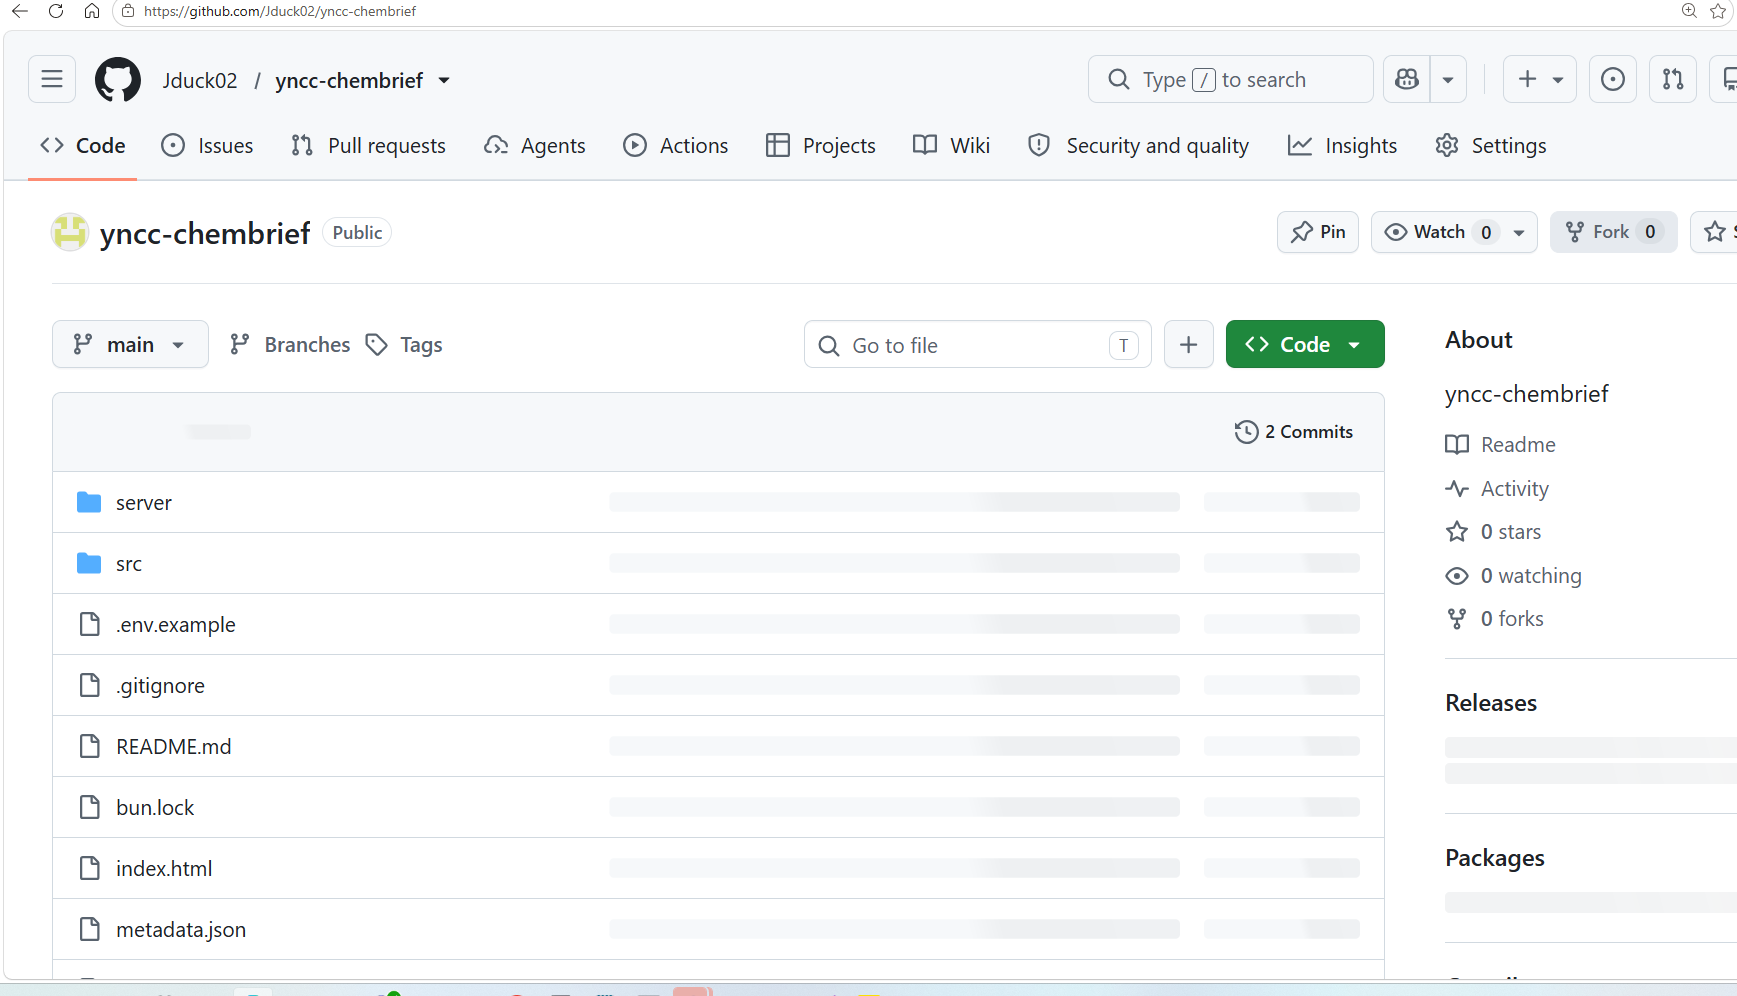 https://github.com/Jduck02/yncc-chembrief
Jduck02 / yncc-chembrief
Type / to search
Code
Issues
Pull requests
Agents
Actions
Projects
Wiki
Security and quality
Insights
Settings
yncc-chembrief
Public
Pin
Watch 0
Fork 0
main
Branches
Tags
Go to file
T
Code
About
yncc-chembrief
2 Commits
Readme
Activity
server
0 stars
src
0 watching
.env.example
0 forks
.gitignore
Releases
README.md
bun.lock
Packages
index.html
metadata.json